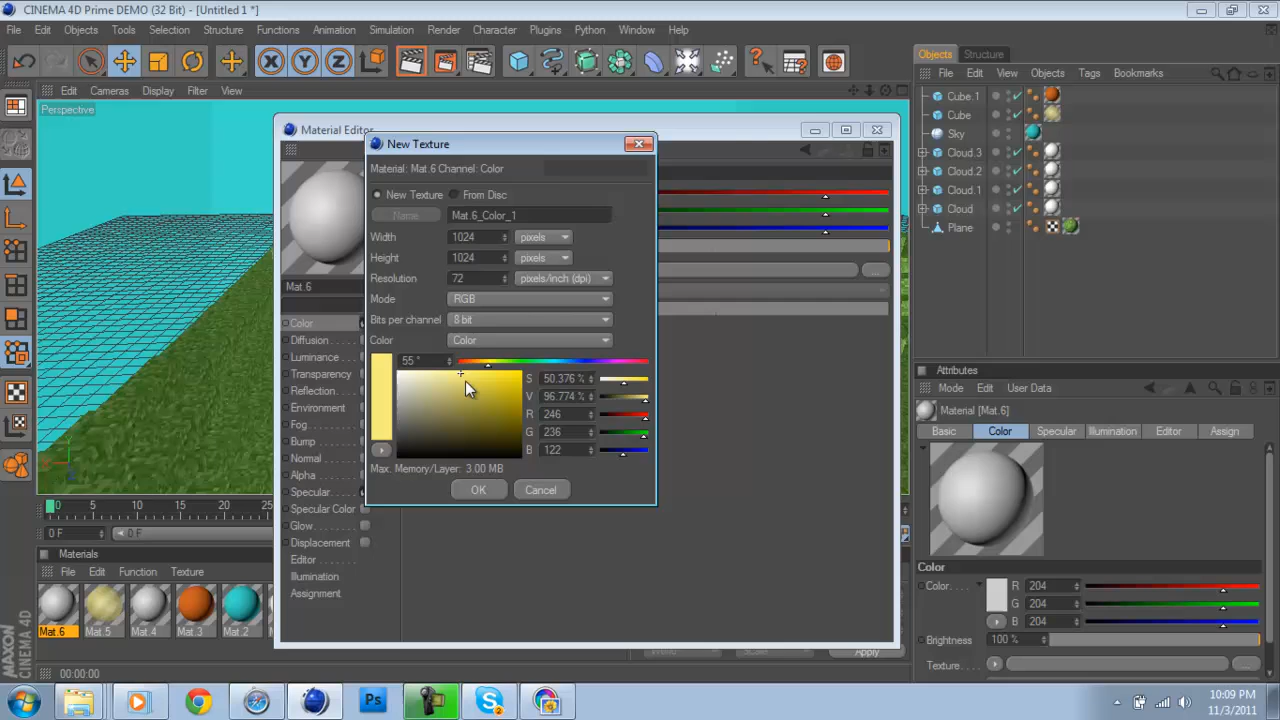 CINEMA 4D Prime DEMO (32 Bit) - [Untitled 1 *]
File Edit Objects Tools Selection Functions Structure Animation Simulation Render Character Plugins Python Window Help
Objects Structure
File Edit View Objects Tags Bookmarks
Edit Cameras Display Filter View
Perspective
Cube.1
Cube
Sky
Cloud.3
Cloud.2
Cloud.1
Cloud
Plane
Material Editor
New Texture
Material: Mat.6 Channel: Color
New Texture From Disc
Name Mat.6_Color_1
Width 1024 pixels
Height 1024 pixels
Resolution 72 pixels/inch (dpi)
Mode RGB
Bits per channel 8 bit
Color Color
55 °
S 50.376 %
V 96.774 %
R 246
G 236
B 122
Max. Memory/Layer: 3.00 MB
OK Cancel
Mat.6
Color
Diffusion
Luminance
Transparency
Reflection
Environment
Fog
Bump
Normal
Alpha
Specular
Specular Color
Glow
Displacement
Editor
Illumination
Assignment
Apply
0 5 10 15 20 25
0 F 0 F
Materials
File Edit Function Texture
Mat.6 Mat.5 Mat.4 Mat.3 Mat.2
00:00:00
MAXON CINEMA 4D
Attributes
Mode Edit User Data
Material [Mat.6]
Basic Color Specular Illumination Editor Assign
Color
Color R 204
G 204
B 204
Brightness 100 %
Texture
Ps
10:09 PM
11/3/2011